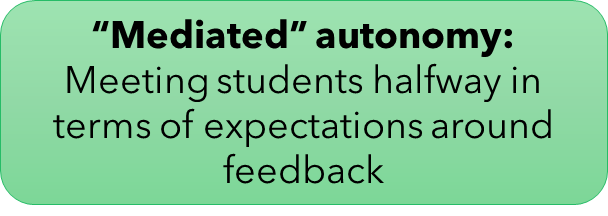 “Mediated” autonomy:
Meeting students halfway in
terms of expectations around
feedback